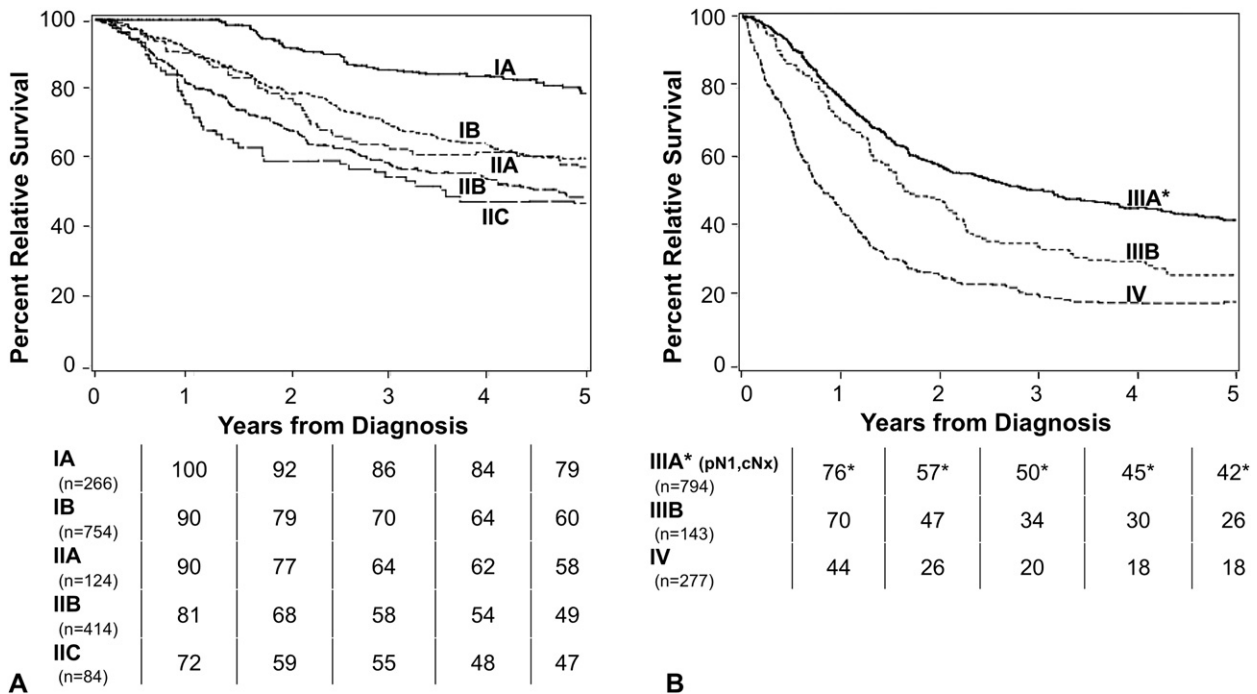 Percent Relative Survival
100
80
60
40
20
0
IA
IB
IIA
IIB
IIC
0 1 2 3 4 5
Years from Diagnosis
IA 100 92 86 84 79
(n=266)
IB 90 79 70 64 60
(n=754)
IIA 90 77 64 62 58
(n=124)
IIB 81 68 58 54 49
(n=414)
IIC 72 59 55 48 47
(n=84)
A
Percent Relative Survival
100
80
60
40
20
0
IIIA*
IIIB
IV
0 1 2 3 4 5
Years from Diagnosis
IIIA* (pN1,cNx) 76* 57* 50* 45* 42*
(n=794)
IIIB 70 47 34 30 26
(n=143)
IV 44 26 20 18 18
(n=277)
B